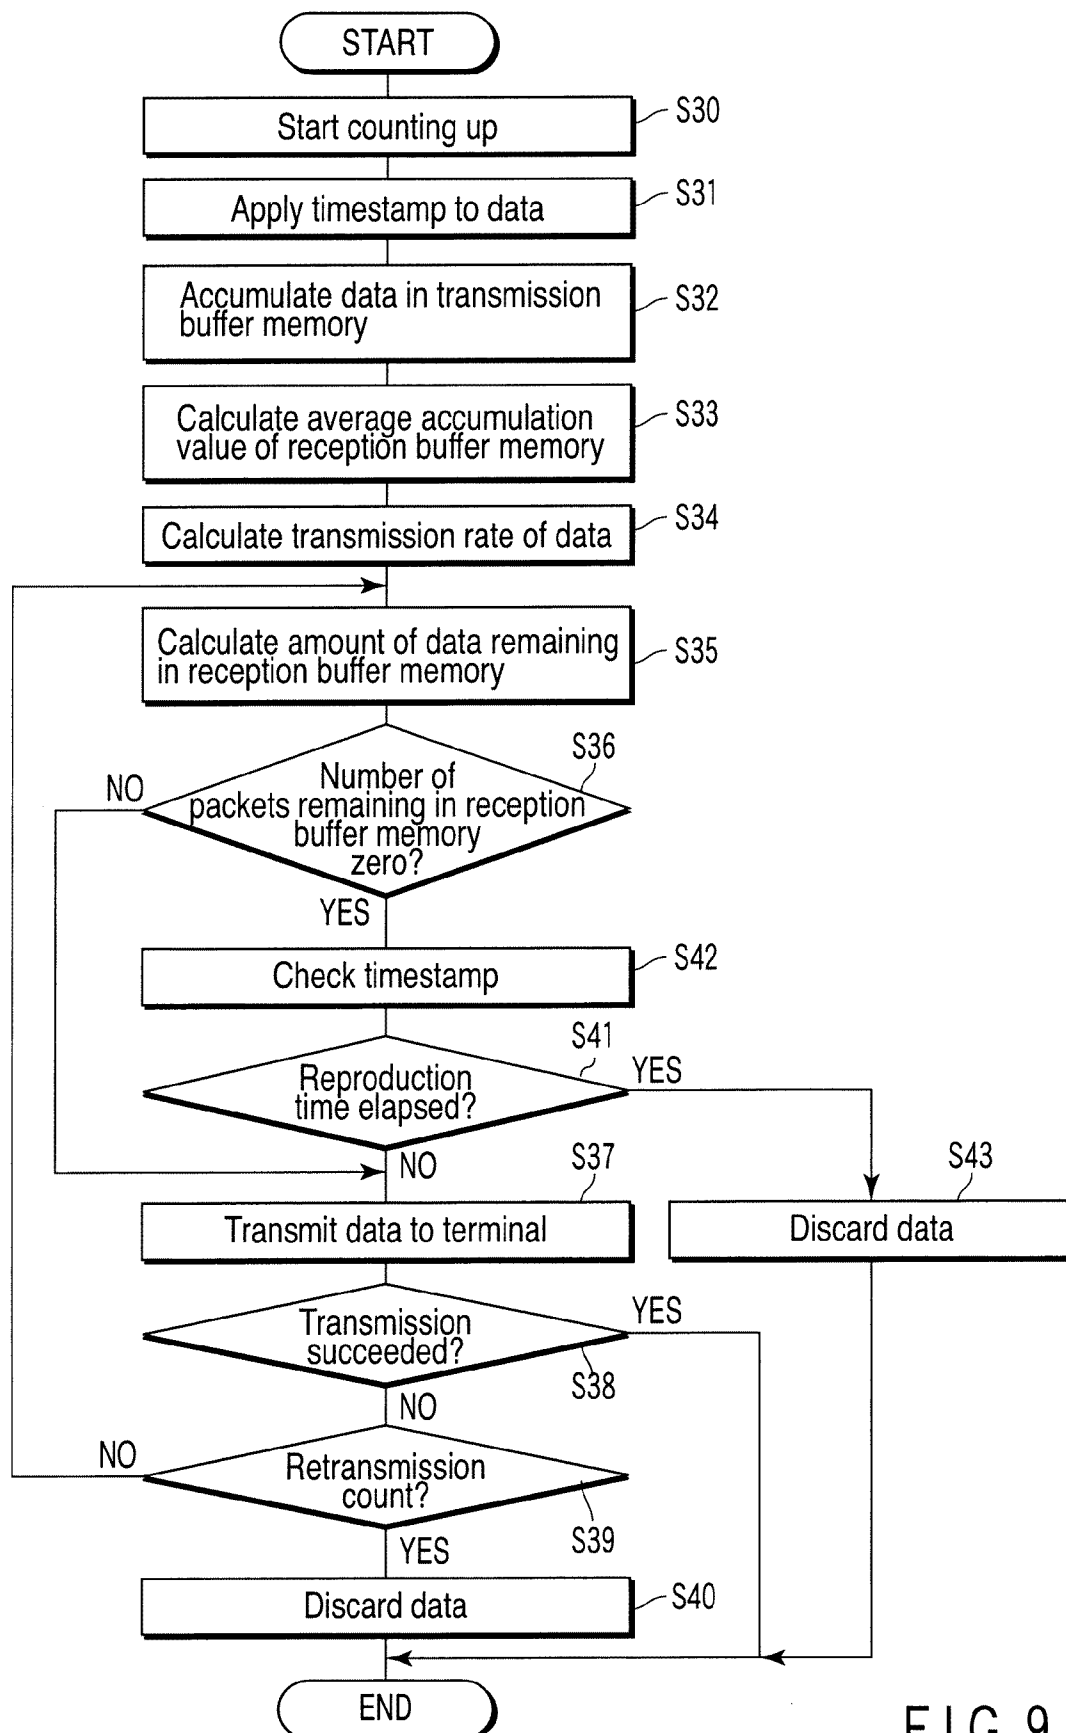 START
Start counting up
S30
Apply timestamp to data
S31
Accumulate data in transmission
buffer memory
S32
Calculate average accumulation
value of reception buffer memory
S33
Calculate transmission rate of data
S34
Calculate amount of data remaining
in reception buffer memory
S35
S36
NO
Number of
packets remaining in reception
buffer memory
zero?
YES
Check timestamp
S42
S41
Reproduction
time elapsed?
YES
NO
S37
S43
Transmit data to terminal
Discard data
Transmission
succeeded?
YES
S38
NO
NO
Retransmission
count?
S39
YES
Discard data
S40
END
FIG. 9